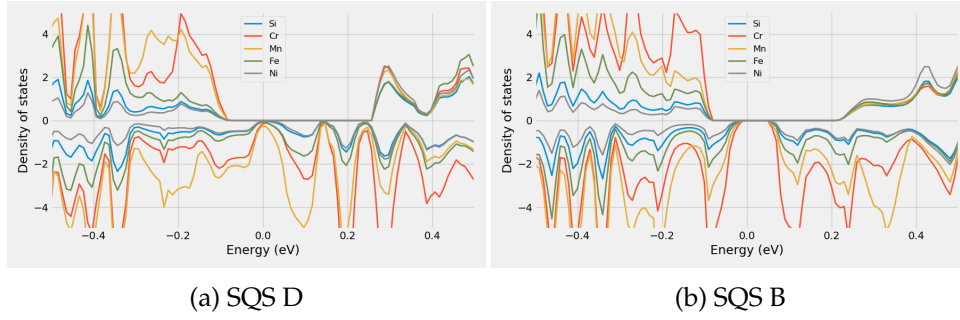 Density of states
4
2
0
−2
−4
Si
Cr
Mn
Fe
Ni
−0.4
−0.2
0.0
0.2
0.4
Energy (eV)
(a) SQS D
Density of states
4
2
0
−2
−4
Si
Cr
Mn
Fe
Ni
−0.4
−0.2
0.0
0.2
0.4
Energy (eV)
(b) SQS B